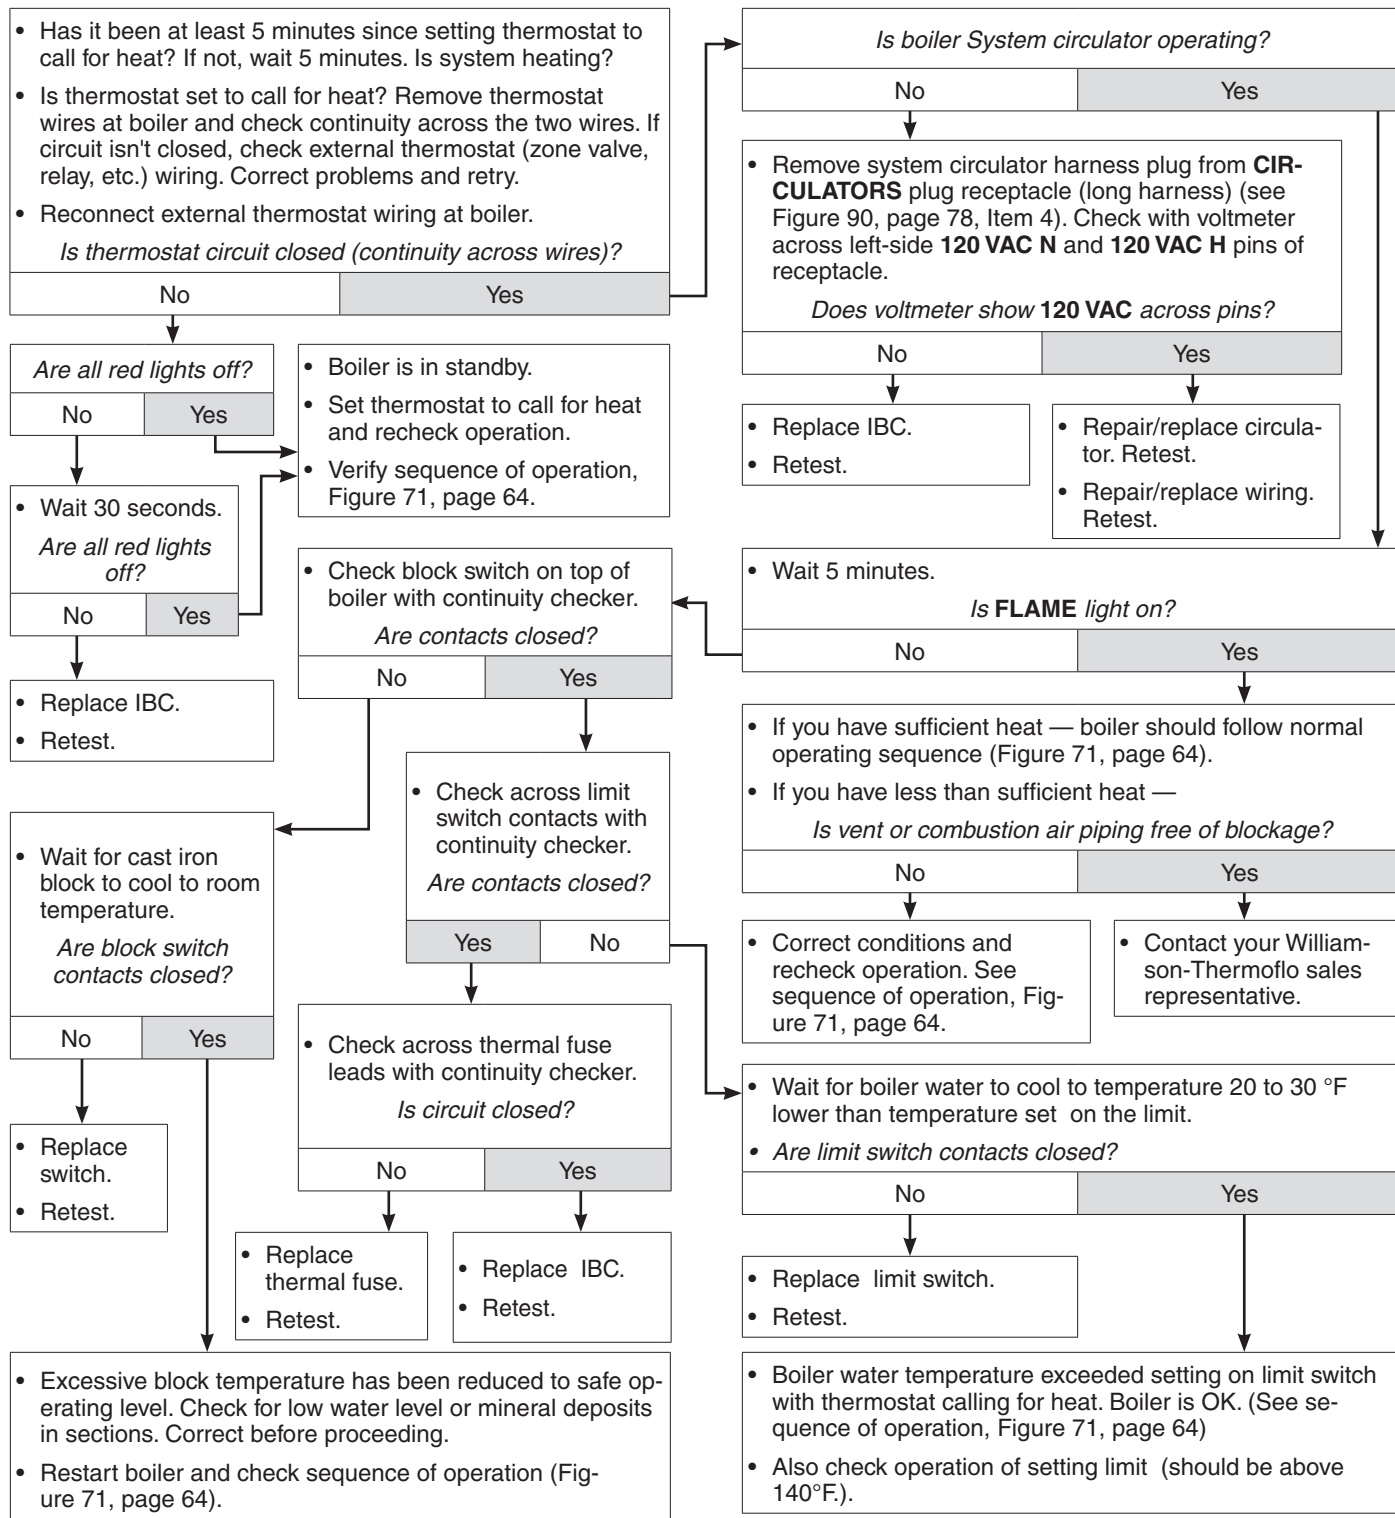 • Has it been at least 5 minutes since setting thermostat to
call for heat? If not, wait 5 minutes. Is system heating?
• Is thermostat set to call for heat? Remove thermostat
wires at boiler and check continuity across the two wires. If
circuit isn't closed, check external thermostat (zone valve,
relay, etc.) wiring. Correct problems and retry.
• Reconnect external thermostat wiring at boiler.
Is thermostat circuit closed (continuity across wires)?
No
Yes
Are all red lights off?
No
Yes
• Boiler is in standby.
• Set thermostat to call for heat
and recheck operation.
• Verify sequence of operation,
Figure 71, page 64.
• Wait 30 seconds.
Are all red lights
off?
No
Yes
• Replace IBC.
• Retest.
Is boiler System circulator operating?
No
Yes
• Remove system circulator harness plug from CIR-
CULATORS plug receptacle (long harness) (see
Figure 90, page 78, Item 4). Check with voltmeter
across left-side 120 VAC N and 120 VAC H pins of
receptacle.
Does voltmeter show 120 VAC across pins?
No
Yes
• Replace IBC.
• Retest.
• Repair/replace circula-
tor. Retest.
• Repair/replace wiring.
Retest.
• Wait 5 minutes.
Is FLAME light on?
No
Yes
• If you have sufficient heat — boiler should follow normal
operating sequence (Figure 71, page 64).
• If you have less than sufficient heat —
Is vent or combustion air piping free of blockage?
No
Yes
• Correct conditions and
recheck operation. See
sequence of operation, Fig-
ure 71, page 64.
• Contact your William-
son-Thermoflo sales
representative.
• Check block switch on top of
boiler with continuity checker.
Are contacts closed?
No
Yes
• Check across limit
switch contacts with
continuity checker.
Are contacts closed?
Yes
No
• Wait for cast iron
block to cool to room
temperature.
Are block switch
contacts closed?
No
Yes
• Replace
switch.
• Retest.
• Check across thermal fuse
leads with continuity checker.
Is circuit closed?
No
Yes
• Replace
thermal fuse.
• Retest.
• Replace IBC.
• Retest.
• Wait for boiler water to cool to temperature 20 to 30 °F
lower than temperature set on the limit.
• Are limit switch contacts closed?
No
Yes
• Replace limit switch.
• Retest.
• Excessive block temperature has been reduced to safe op-
erating level. Check for low water level or mineral deposits
in sections. Correct before proceeding.
• Restart boiler and check sequence of operation (Fig-
ure 71, page 64).
• Boiler water temperature exceeded setting on limit switch
with thermostat calling for heat. Boiler is OK. (See se-
quence of operation, Figure 71, page 64)
• Also check operation of setting limit (should be above
140°F.).